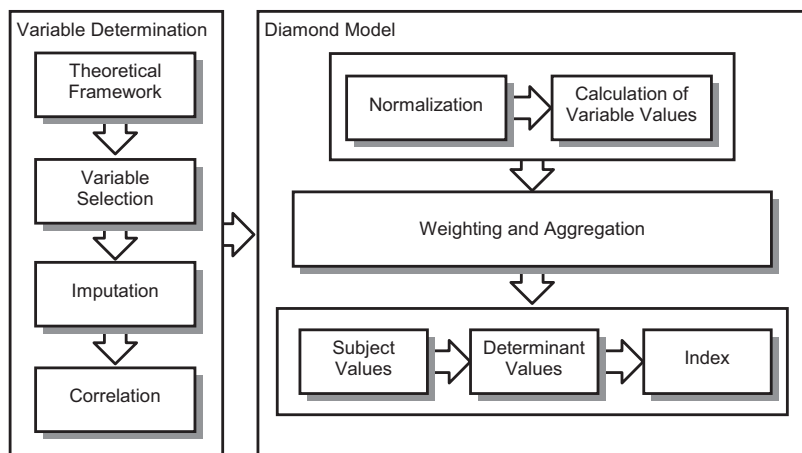 Variable Determination
Theoretical
Framework
Variable
Selection
Imputation
Correlation
Diamond Model
Normalization
Calculation of
Variable Values
Weighting and Aggregation
Subject
Values
Determinant
Values
Index